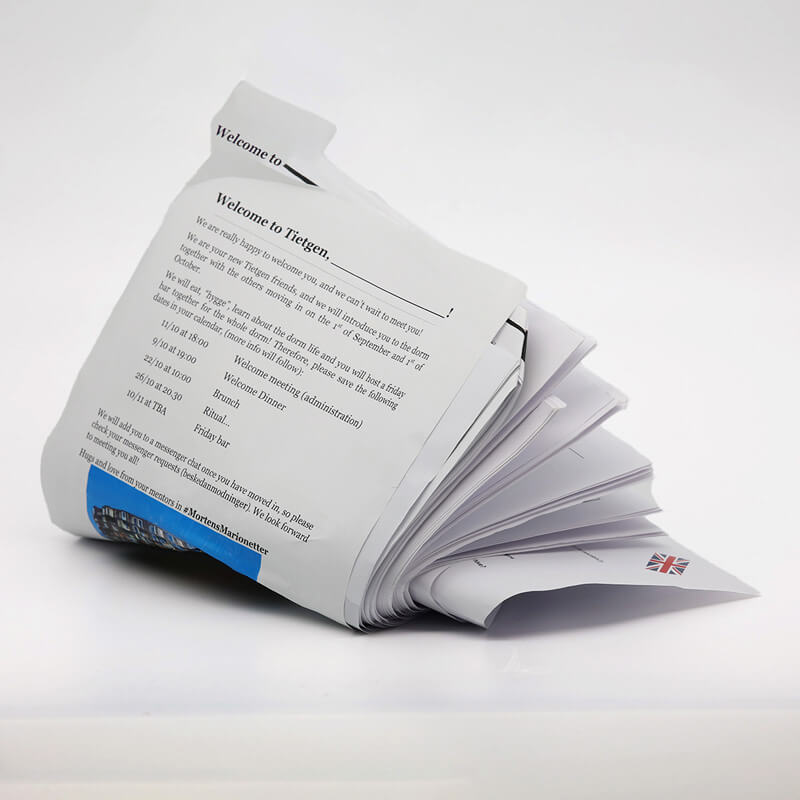 Welcome to
Welcome to Tietgen, ____________!
We are really happy to welcome you, and we can't wait to meet you!
We are your new Tietgen friends, and we will introduce you to the dorm
together with the others moving in on the 1st of September and 1st of
October.
We will eat, "hygge", learn about the dorm life and you will host a friday
bar together for the whole dorm! Therefore, please save the following
dates in your calendar, (more info will follow):
11/10 at 18:00 Welcome meeting (administration)
9/10 at 19:00 Welcome Dinner
22/10 at 10:00 Brunch
26/10 at 20:30 Ritual...
10/11 at TBA Friday bar
We will add you to a messenger chat once you have moved in, so please
check your messenger requests (beskedanmodninger). We look forward
to meeting you all!
Hugs and love from your mentors in #MortensMarionetter